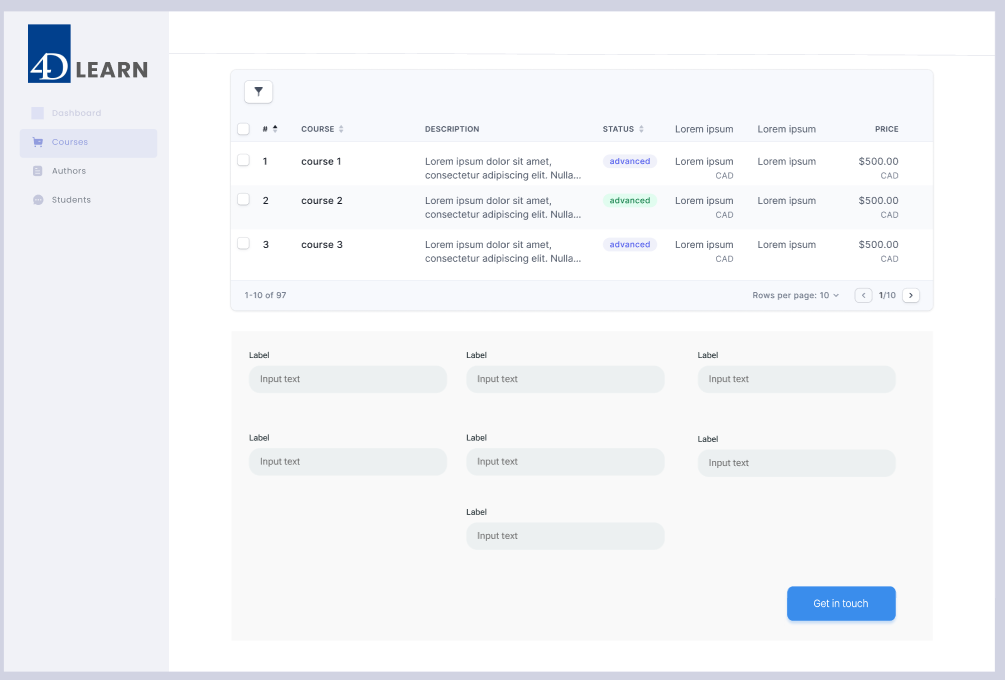 4D LEARN
Dashboard
Courses
Authors
Students
# COURSE DESCRIPTION STATUS Lorem ipsum Lorem ipsum PRICE
1 course 1 Lorem ipsum dolor sit amet, advanced Lorem ipsum Lorem ipsum $500.00
consectetur adipiscing elit. Nulla... CAD CAD
2 course 2 Lorem ipsum dolor sit amet, advanced Lorem ipsum Lorem ipsum $500.00
consectetur adipiscing elit. Nulla... CAD CAD
3 course 3 Lorem ipsum dolor sit amet, advanced Lorem ipsum Lorem ipsum $500.00
consectetur adipiscing elit. Nulla... CAD CAD
1-10 of 97 Rows per page: 10 < 1/10 >
Label Label Label
Input text Input text Input text
Label Label Label
Input text Input text Input text
Label
Input text
Get in touch